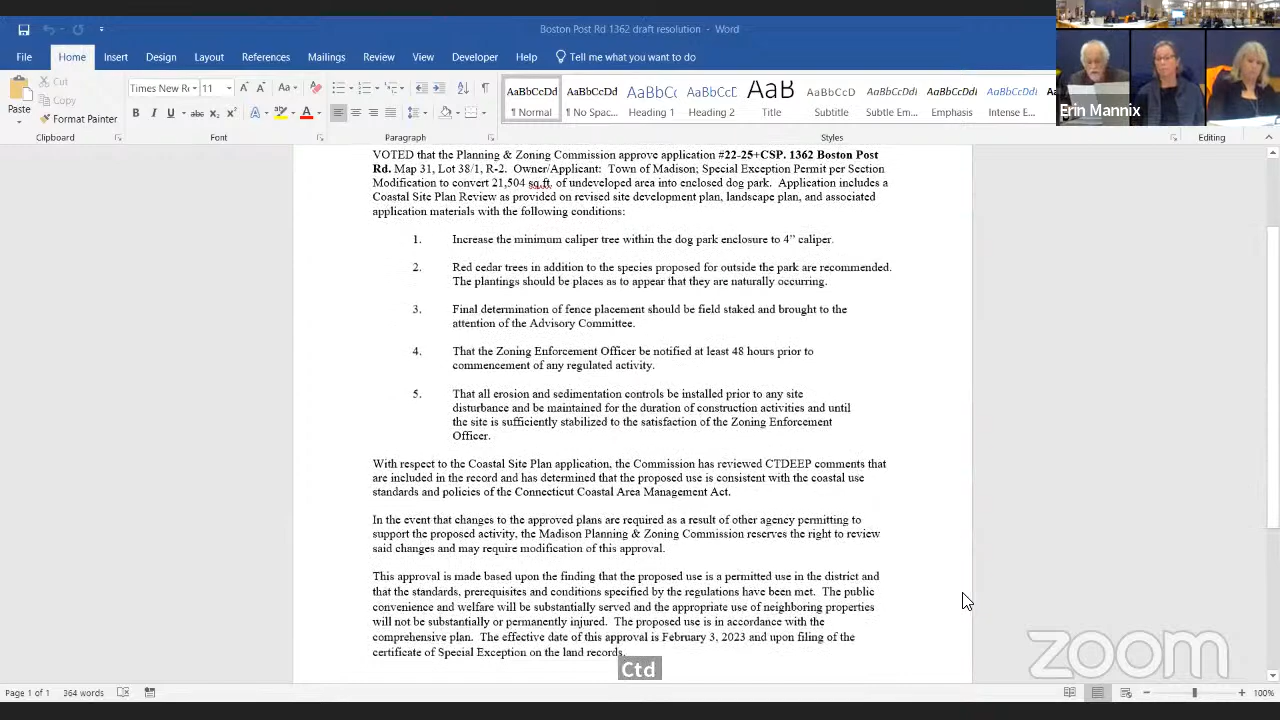 Boston Post Rd 1362 draft resolution - Word
File Home Insert Design Layout References Mailings Review View Developer Help Tell me what you want to do
Erin Mannix
Paste
Cut
Copy
Format Painter
Clipboard
Times New Ro 11
Font
Paragraph
AaBbCcDd AaBbCcDd AaBbCc AaBbCcD AaB AaBbCcD AaBbCcDd AaBbCcDd AaBbCcDd
¶ Normal ¶ No Spac... Heading 1 Heading 2 Title Subtitle Subtle Em... Emphasis Intense E...
Styles
Editing
VOTED that the Planning & Zoning Commission approve application #22-25+CSP. 1362 Boston Post
Rd. Map 31, Lot 38/1, R-2. Owner/Applicant: Town of Madison; Special Exception Permit per Section
Modification to convert 21,504 sq.ft. of undeveloped area into enclosed dog park. Application includes a
Coastal Site Plan Review as provided on revised site development plan, landscape plan, and associated
application materials with the following conditions:
1. Increase the minimum caliper tree within the dog park enclosure to 4” caliper.
2. Red cedar trees in addition to the species proposed for outside the park are recommended.
The plantings should be places as to appear that they are naturally occurring.
3. Final determination of fence placement should be field staked and brought to the
attention of the Advisory Committee.
4. That the Zoning Enforcement Officer be notified at least 48 hours prior to
commencement of any regulated activity.
5. That all erosion and sedimentation controls be installed prior to any site
disturbance and be maintained for the duration of construction activities and until
the site is sufficiently stabilized to the satisfaction of the Zoning Enforcement
Officer.
With respect to the Coastal Site Plan application, the Commission has reviewed CTDEEP comments that
are included in the record and has determined that the proposed use is consistent with the coastal use
standards and policies of the Connecticut Coastal Area Management Act.
In the event that changes to the approved plans are required as a result of other agency permitting to
support the proposed activity, the Madison Planning & Zoning Commission reserves the right to review
said changes and may require modification of this approval.
This approval is made based upon the finding that the proposed use is a permitted use in the district and
that the standards, prerequisites and conditions specified by the regulations have been met. The public
convenience and welfare will be substantially served and the appropriate use of neighboring properties
will not be substantially or permanently injured. The proposed use is in accordance with the
comprehensive plan. The effective date of this approval is February 3, 2023 and upon filing of the
certificate of Special Exception on the land records.
Ctd
zoom
Page 1 of 1 364 words 100%